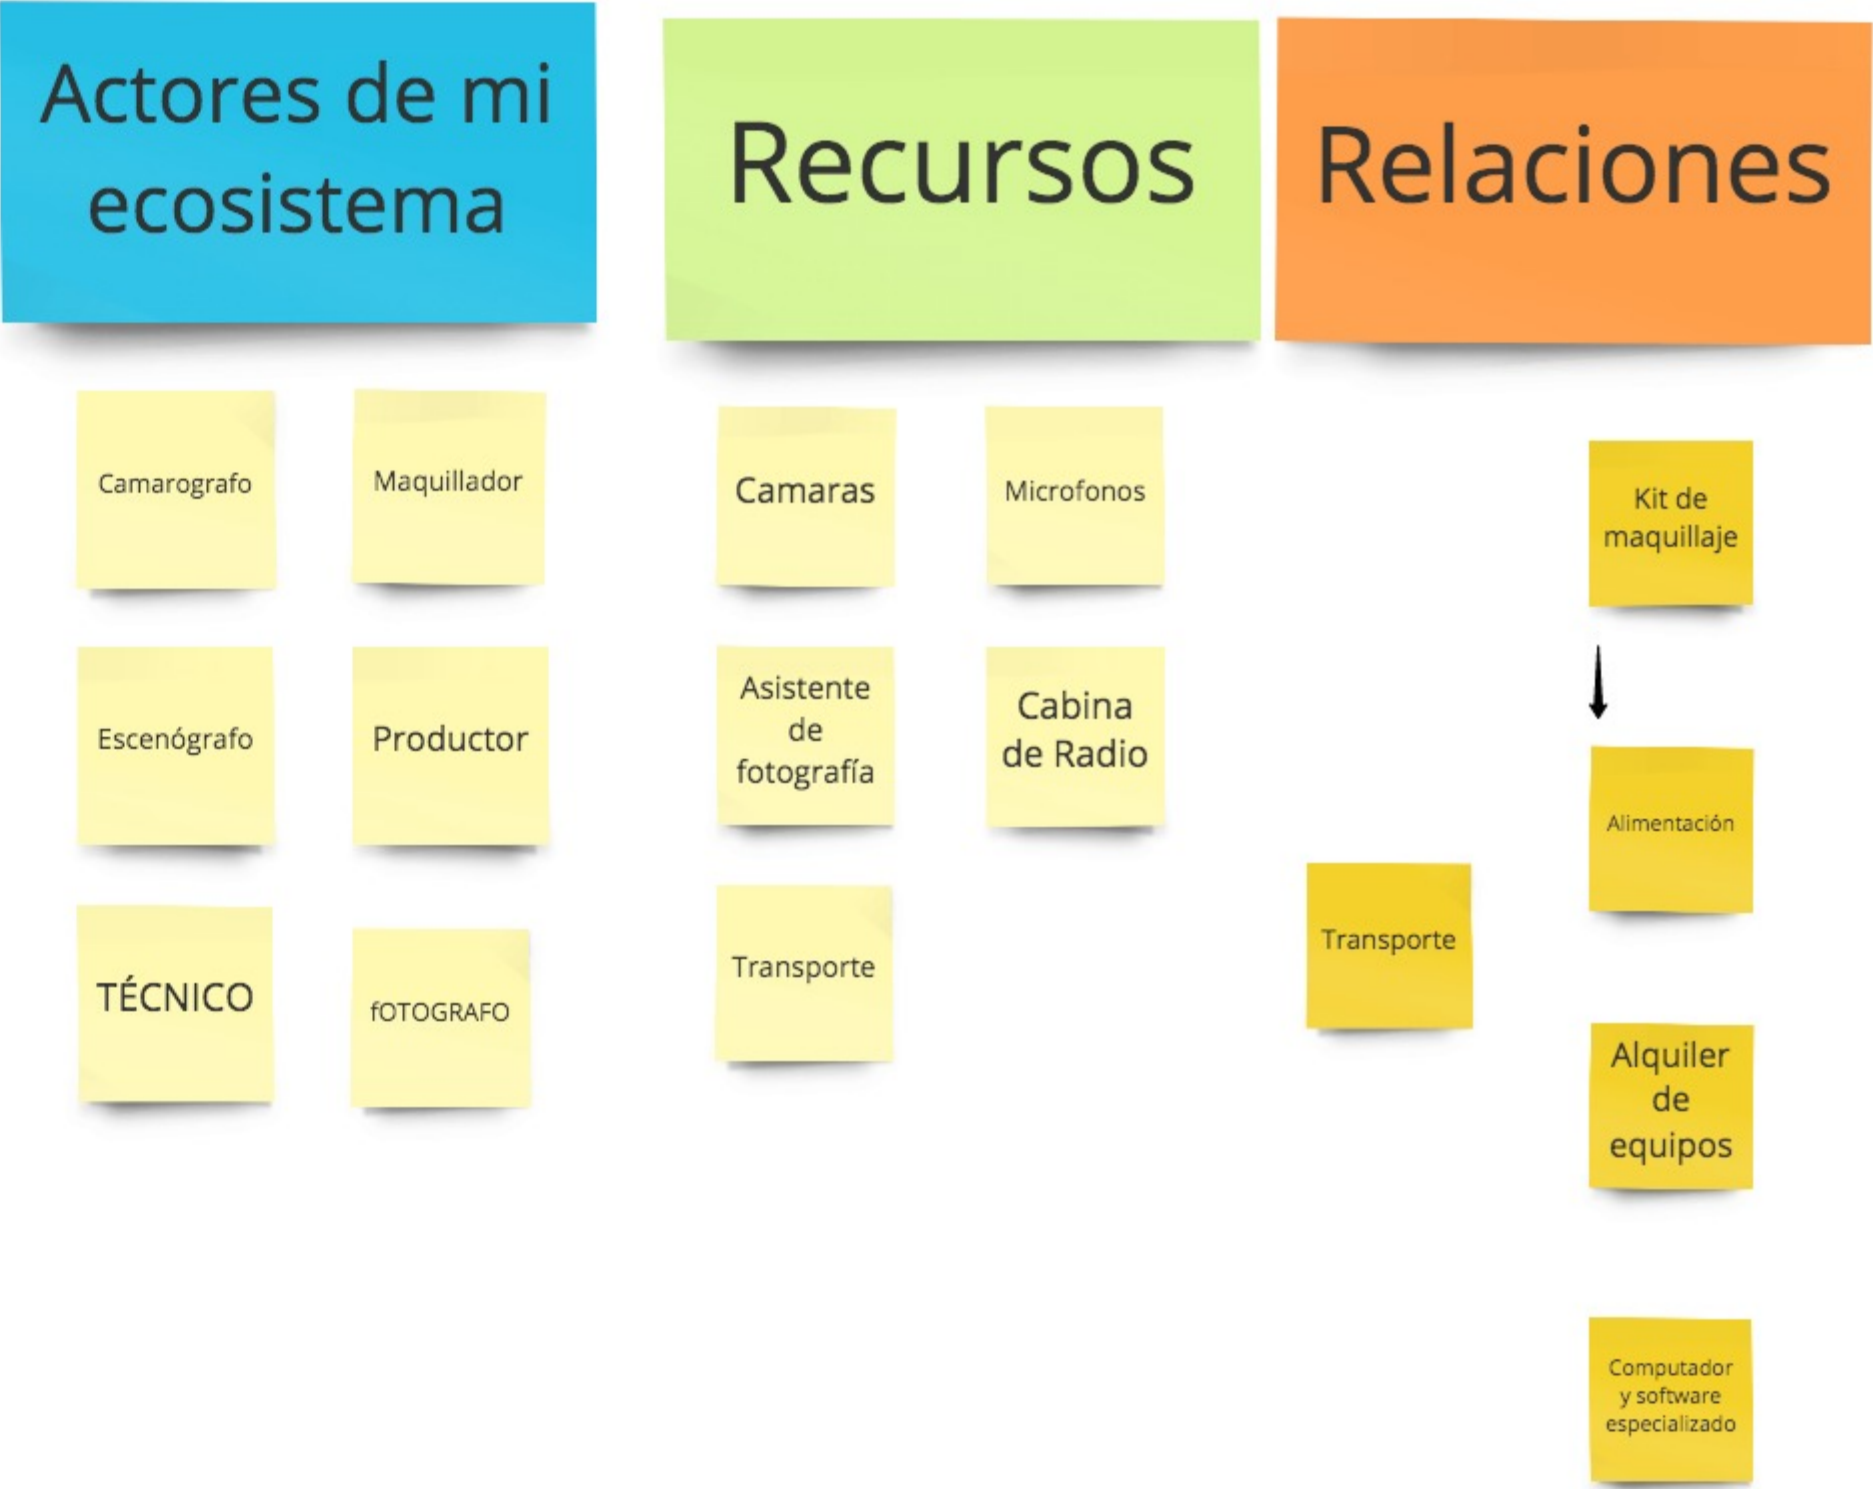 Actores de mi
ecosistema
Recursos
Relaciones
Camarografo
Maquillador
Escenógrafo
Productor
TÉCNICO
fOTOGRAFO
Camaras
Microfonos
Asistente
de
fotografía
Cabina
de Radio
Transporte
Kit de
maquillaje
Alimentación
Transporte
Alquiler
de
equipos
Computador
y software
especializado